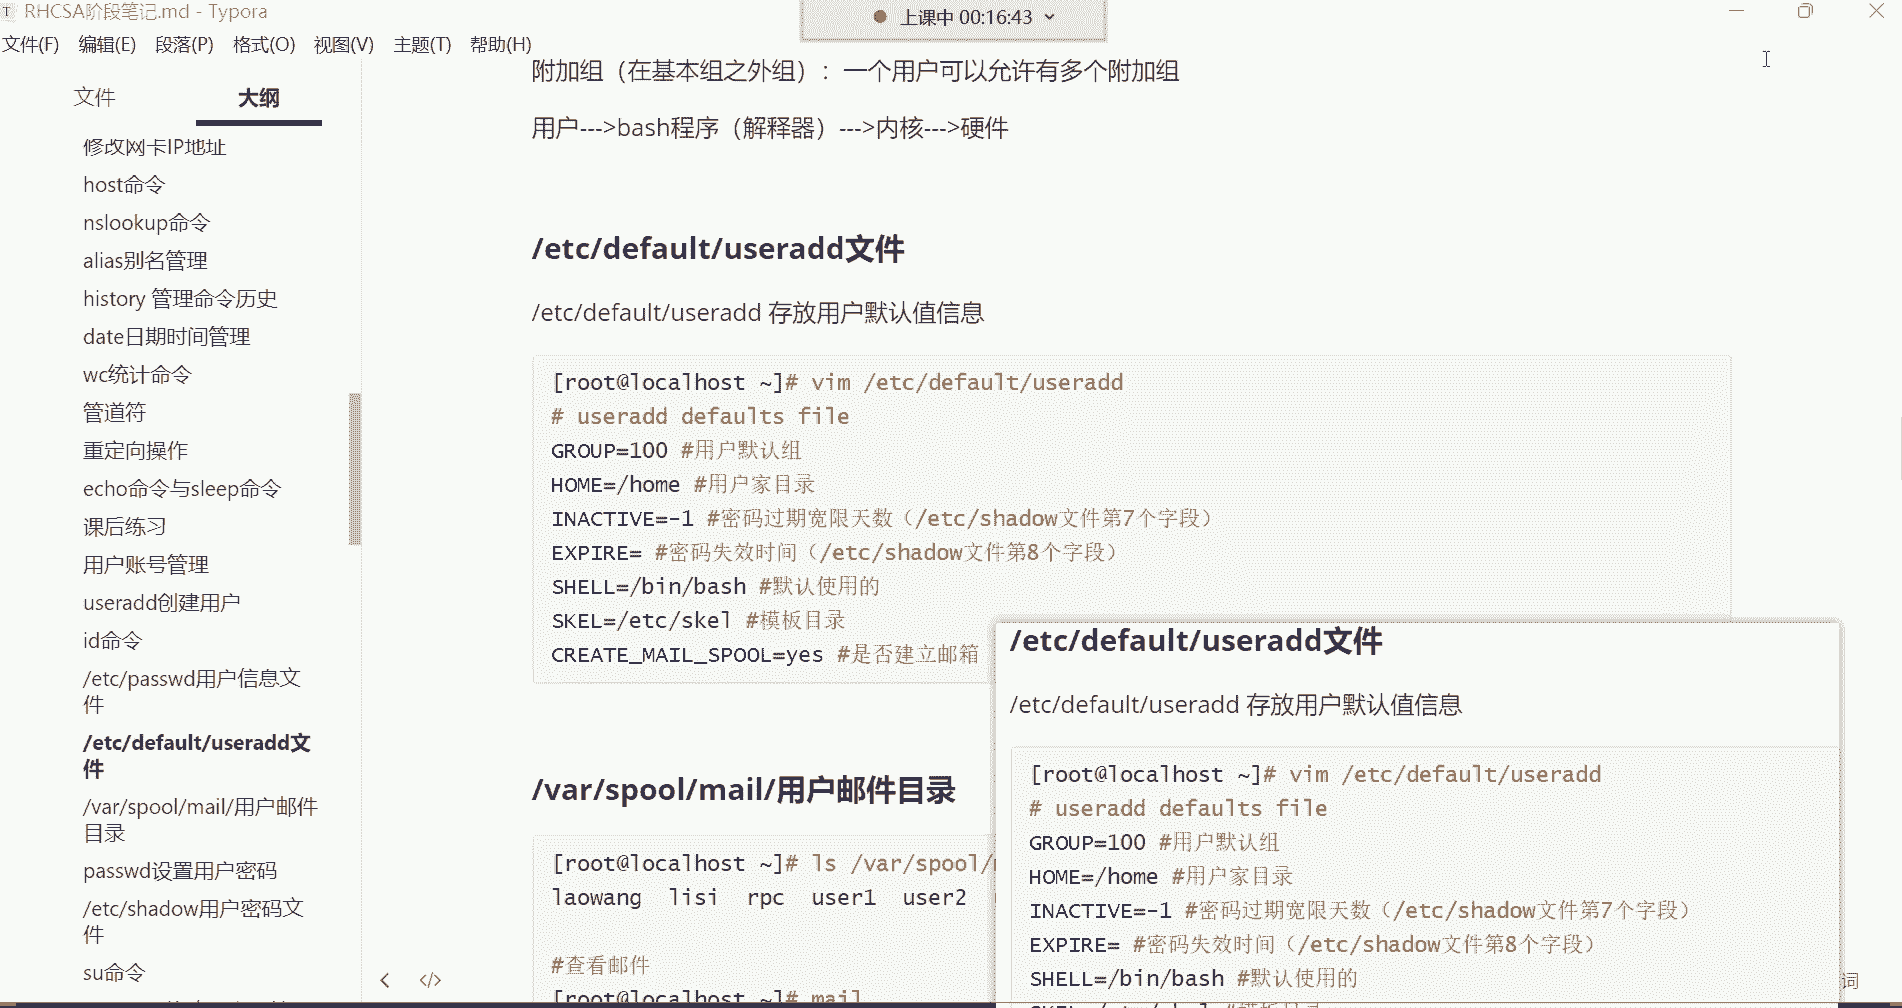 RHCSA阶段笔记.md - Typora
上课中 00:16:43
文件(F) 编辑(E) 段落(P) 格式(O) 视图(V) 主题(T) 帮助(H)
文件 大纲
修改网卡IP地址
host命令
nslookup命令
alias别名管理
history 管理命令历史
date日期时间管理
wc统计命令
管道符
重定向操作
echo命令与sleep命令
课后练习
用户账号管理
useradd创建用户
id命令
/etc/passwd用户信息文
件
/etc/default/useradd文
件
/var/spool/mail/用户邮件
目录
passwd设置用户密码
/etc/shadow用户密码文
件
su命令
附加组（在基本组之外组）：一个用户可以允许有多个附加组
用户--->bash程序（解释器）--->内核--->硬件
/etc/default/useradd文件
/etc/default/useradd 存放用户默认值信息
[root@localhost ~]# vim /etc/default/useradd
# useradd defaults file
GROUP=100 #用户默认组
HOME=/home #用户家目录
INACTIVE=-1 #密码过期宽限天数（/etc/shadow文件第7个字段）
EXPIRE= #密码失效时间（/etc/shadow文件第8个字段）
SHELL=/bin/bash #默认使用的
SKEL=/etc/skel #模板目录
CREATE_MAIL_SPOOL=yes #是否建立邮箱
/var/spool/mail/用户邮件目录
[root@localhost ~]# ls /var/spool/
laowang lisi rpc user1 user2
#查看邮件
[root@localhost ~]# mail
/etc/default/useradd文件
/etc/default/useradd 存放用户默认值信息
[root@localhost ~]# vim /etc/default/useradd
# useradd defaults file
GROUP=100 #用户默认组
HOME=/home #用户家目录
INACTIVE=-1 #密码过期宽限天数（/etc/shadow文件第7个字段）
EXPIRE= #密码失效时间（/etc/shadow文件第8个字段）
SHELL=/bin/bash #默认使用的
词